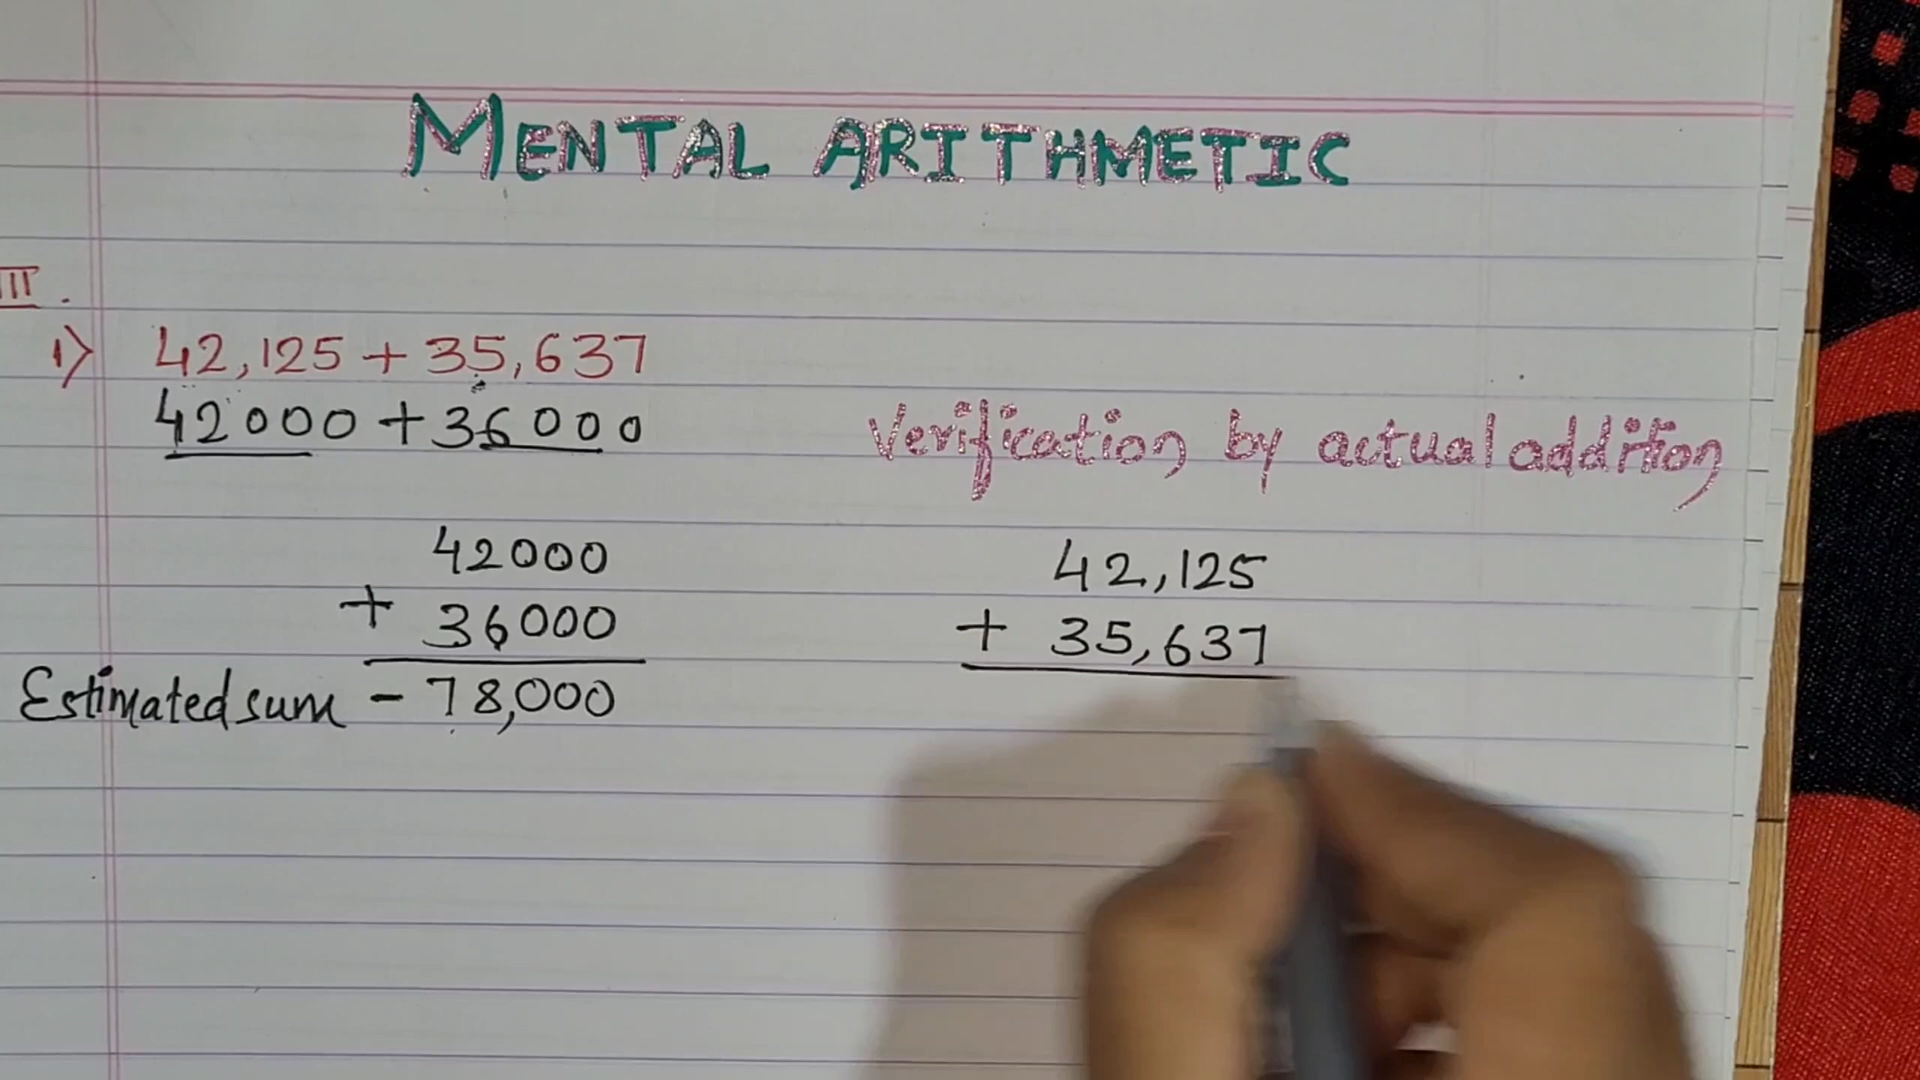 MENTAL ARITHMETIC
III.
1) 42,125 + 35,637
42000 + 36000
42000
+ 36000
Estimated sum - 78,000
Verification by actual addition
42,125
+ 35,637